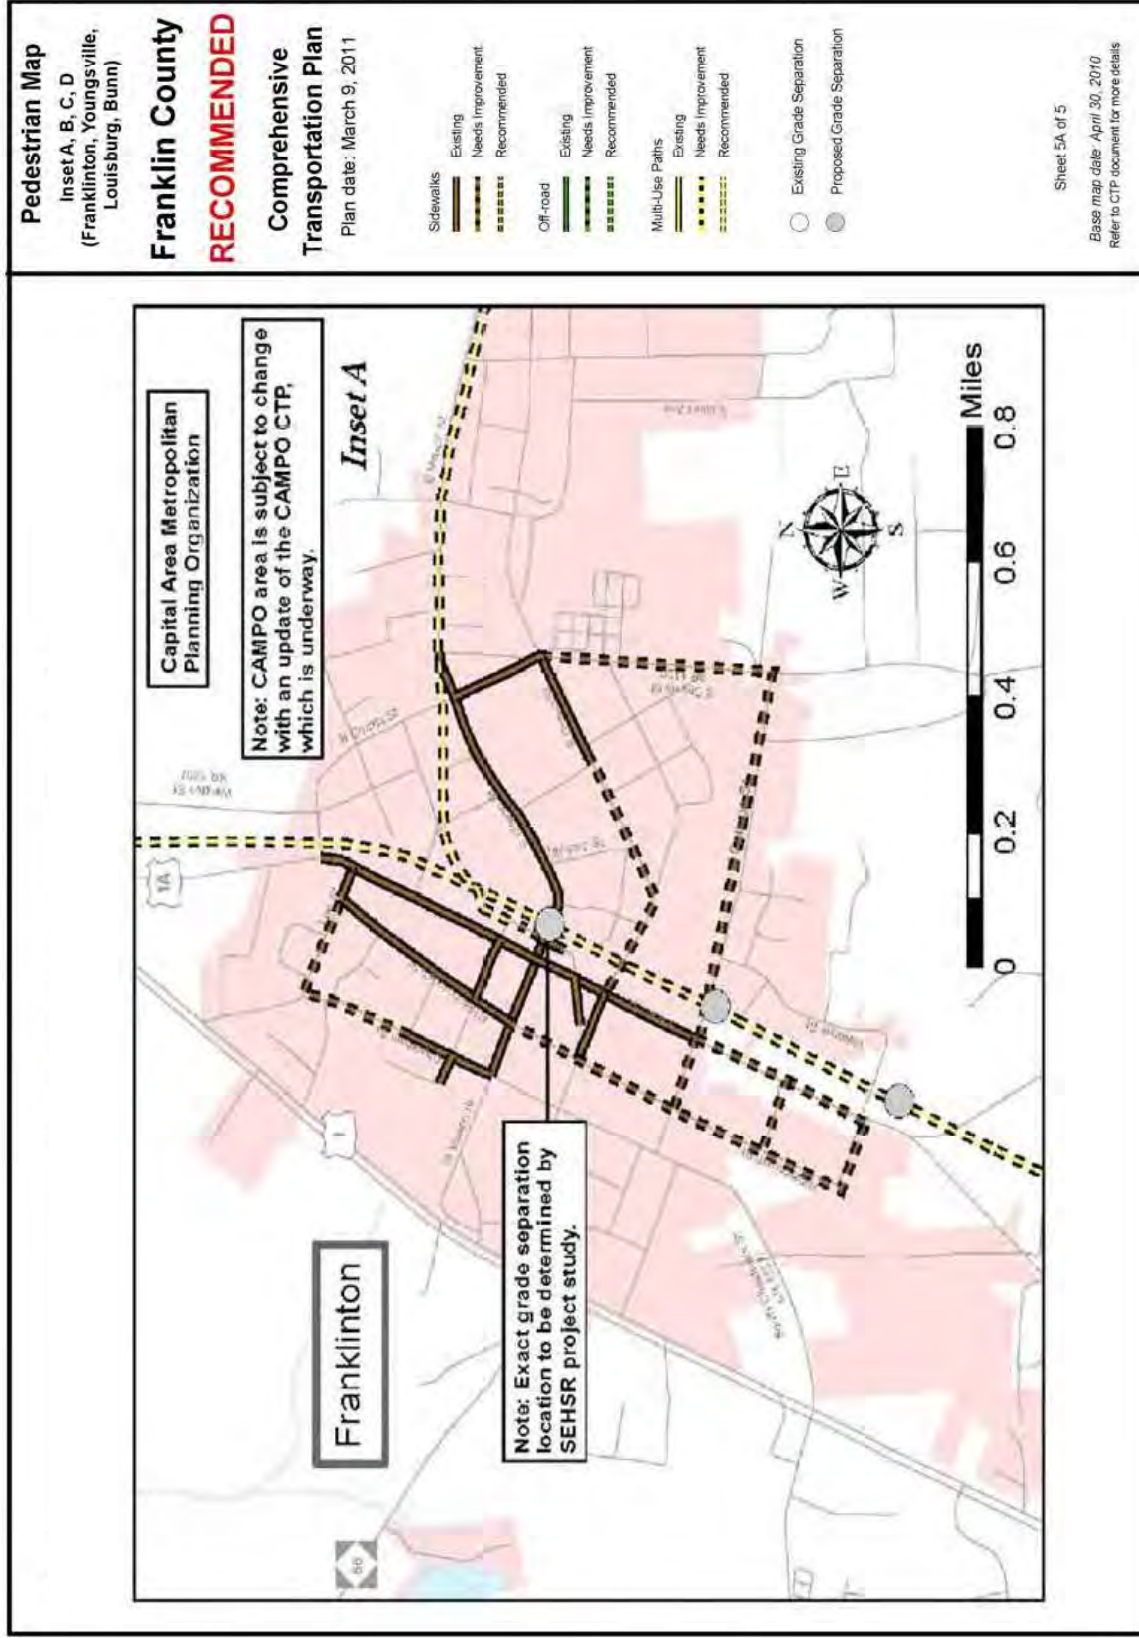 Pedestrian Map
Inset A, B, C, D
(Franklinton, Youngsville,
Louisburg, Bunn)
Franklin County
RECOMMENDED
Comprehensive
Transportation Plan
Plan date: March 9, 2011
Sidewalks
Existing
Needs Improvement
Recommended
Off-road
Existing
Needs Improvement
Recommended
Multi-Use Paths
Existing
Needs Improvement
Recommended
Existing Grade Separation
Proposed Grade Separation
Sheet 5A of 5
Base map date: April 30, 2010
Refer to CTP document for more details
Capital Area Metropolitan
Planning Organization
Note: CAMPO area is subject to change
with an update of the CAMPO CTP,
which is underway.
Inset A
Franklinton
Note: Exact grade separation
location to be determined by
SEHSR project study.
1A
1
56
N
W
E
S
Miles
0
0.2
0.4
0.6
0.8